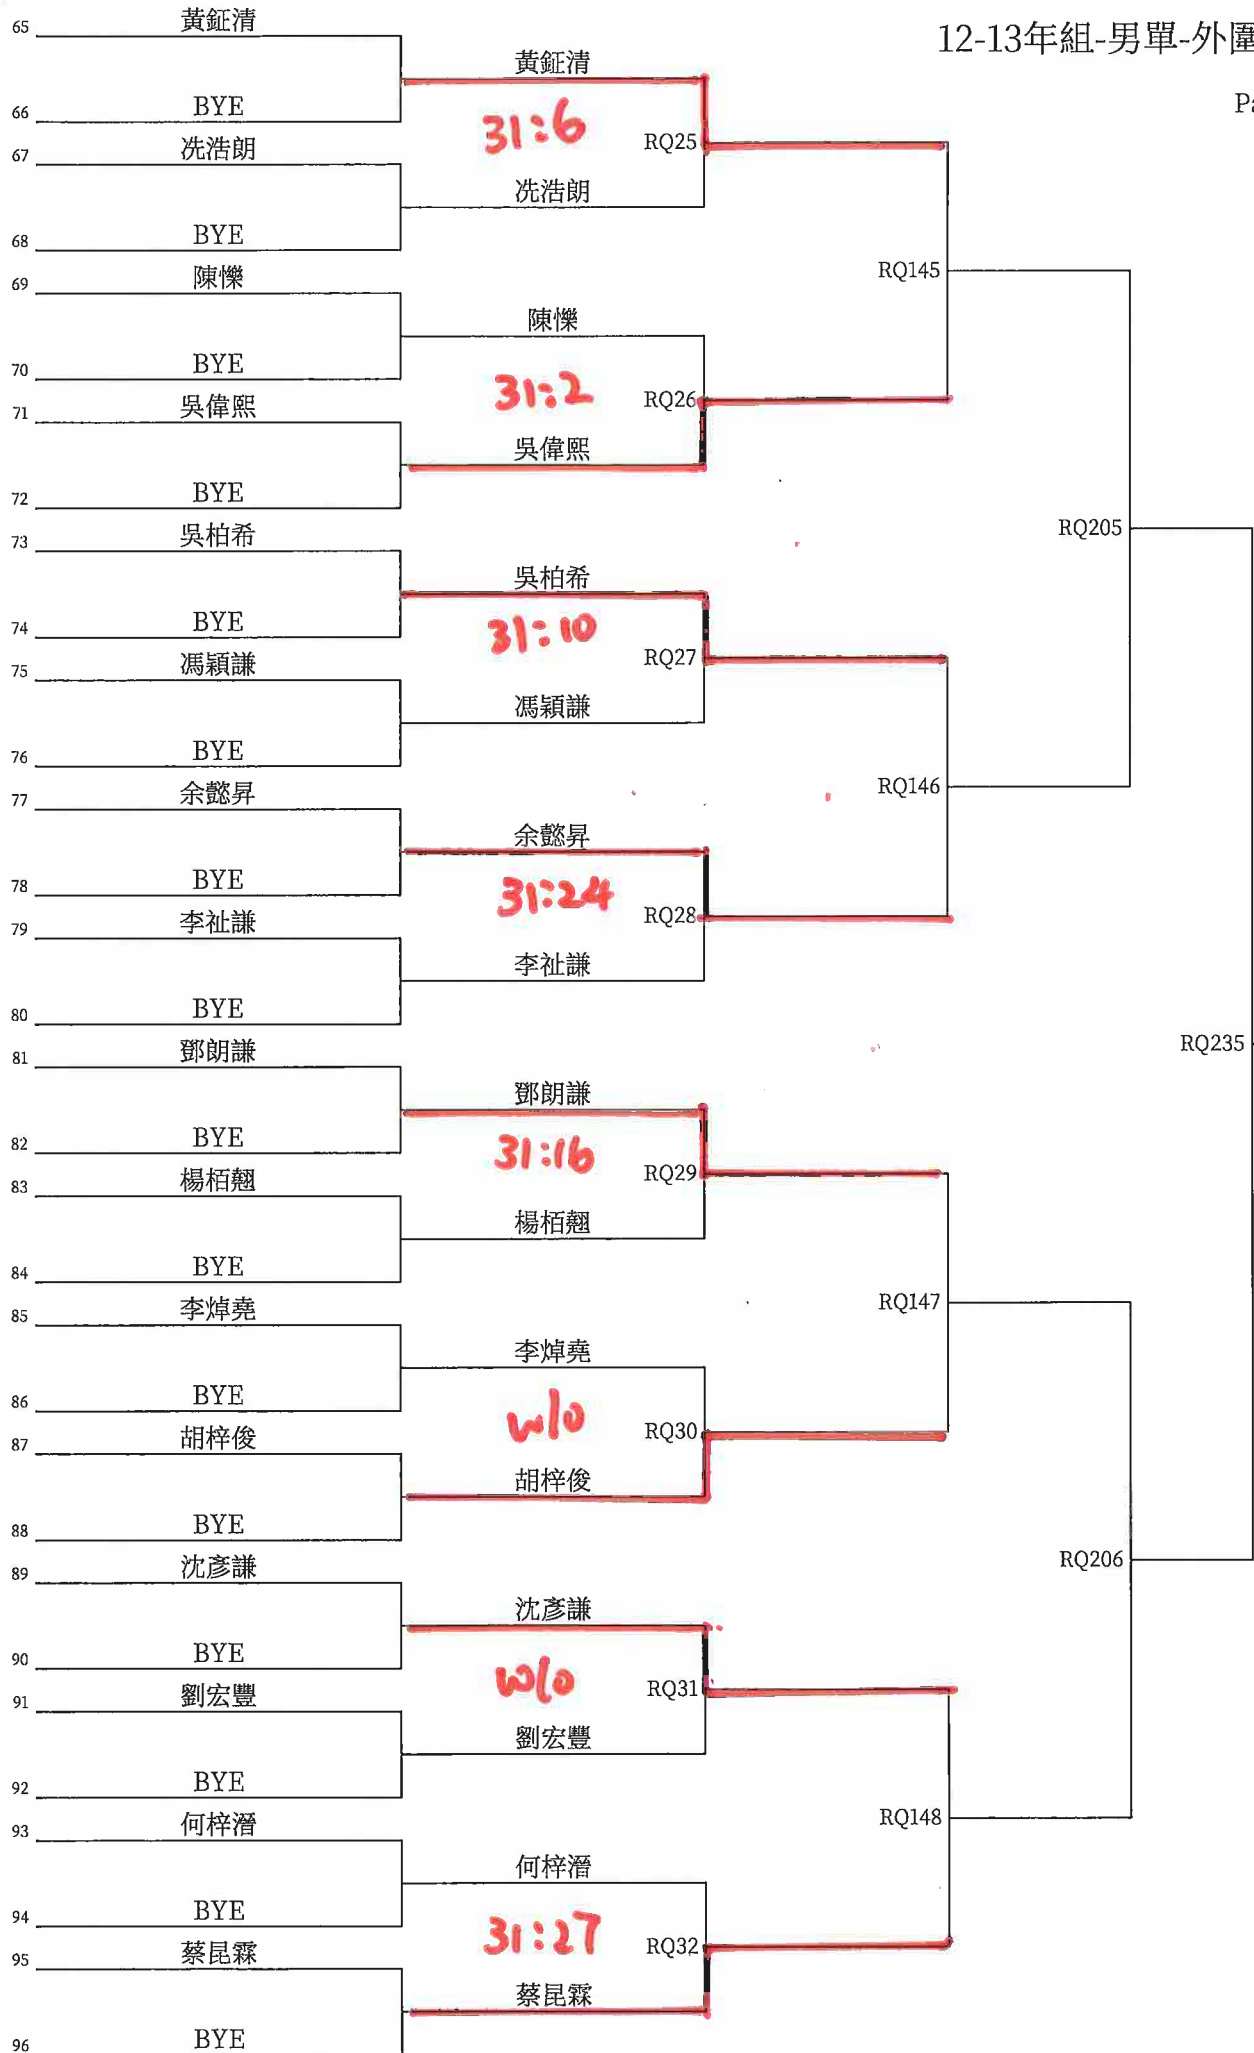 12-13年組-男單-外圍
65 黃鉦清
黃鉦清
66 BYE
31:6
RQ25
67 冼浩朗
冼浩朗
68 BYE
RQ145
69 陳爍
陳爍
70 BYE
31:2
RQ26
71 吳偉熙
吳偉熙
72 BYE
RQ205
73 吳柏希
吳柏希
74 BYE
31:10
RQ27
75 馮穎謙
馮穎謙
76 BYE
RQ146
77 余懿昇
余懿昇
78 BYE
31:24
RQ28
79 李祉謙
李祉謙
80 BYE
RQ235
81 鄧朗謙
鄧朗謙
82 BYE
31:16
RQ29
83 楊栢翹
楊栢翹
84 BYE
RQ147
85 李焯堯
李焯堯
86 BYE
w/o
RQ30
87 胡梓俊
胡梓俊
88 BYE
RQ206
89 沈彥謙
沈彥謙
90 BYE
w/o
RQ31
91 劉宏豐
劉宏豐
92 BYE
RQ148
93 何梓潛
何梓潛
94 BYE
31:27
RQ32
95 蔡昆霖
蔡昆霖
96 BYE